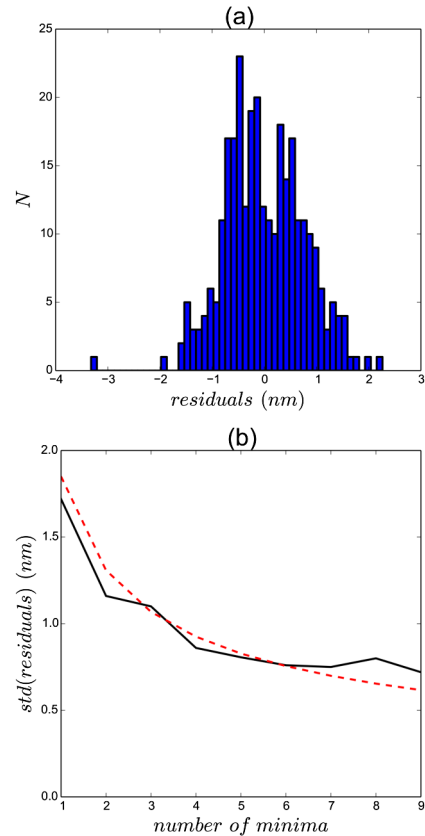 (a)
25
20
15
10
5
0
N
−4 −3 −2 −1 0 1 2 3
residuals (nm)
(b)
2.0
1.5
1.0
0.5
0.0
std(residuals) (nm)
1 2 3 4 5 6 7 8 9
number of minima